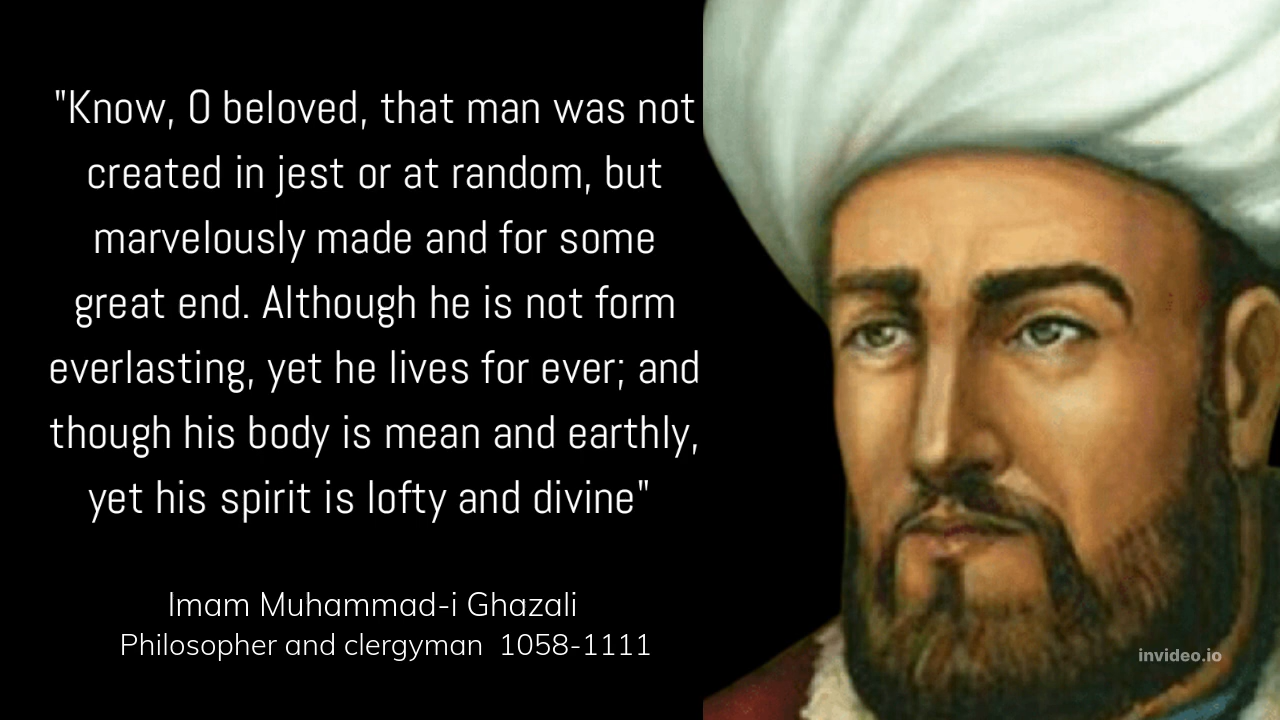 "Know, O beloved, that man was not
created in jest or at random, but
marvelously made and for some
great end. Although he is not form
everlasting, yet he lives for ever; and
though his body is mean and earthly,
yet his spirit is lofty and divine"
Imam Muhammad-i Ghazali
Philosopher and clergyman 1058-1111
invideo.io